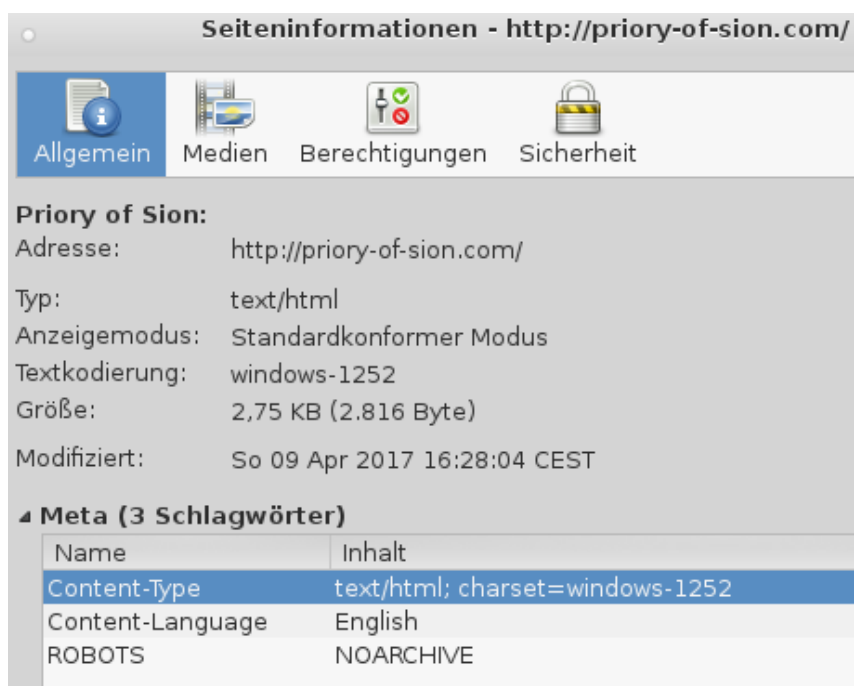 Seiteninformationen - http://priory-of-sion.com/
Allgemein Medien Berechtigungen Sicherheit
Priory of Sion:
Adresse: http://priory-of-sion.com/
Typ: text/html
Anzeigemodus: Standardkonformer Modus
Textkodierung: windows-1252
Größe: 2,75 KB (2.816 Byte)
Modifiziert: So 09 Apr 2017 16:28:04 CEST
Meta (3 Schlagwörter)
Name Inhalt
Content-Type text/html; charset=windows-1252
Content-Language English
ROBOTS NOARCHIVE